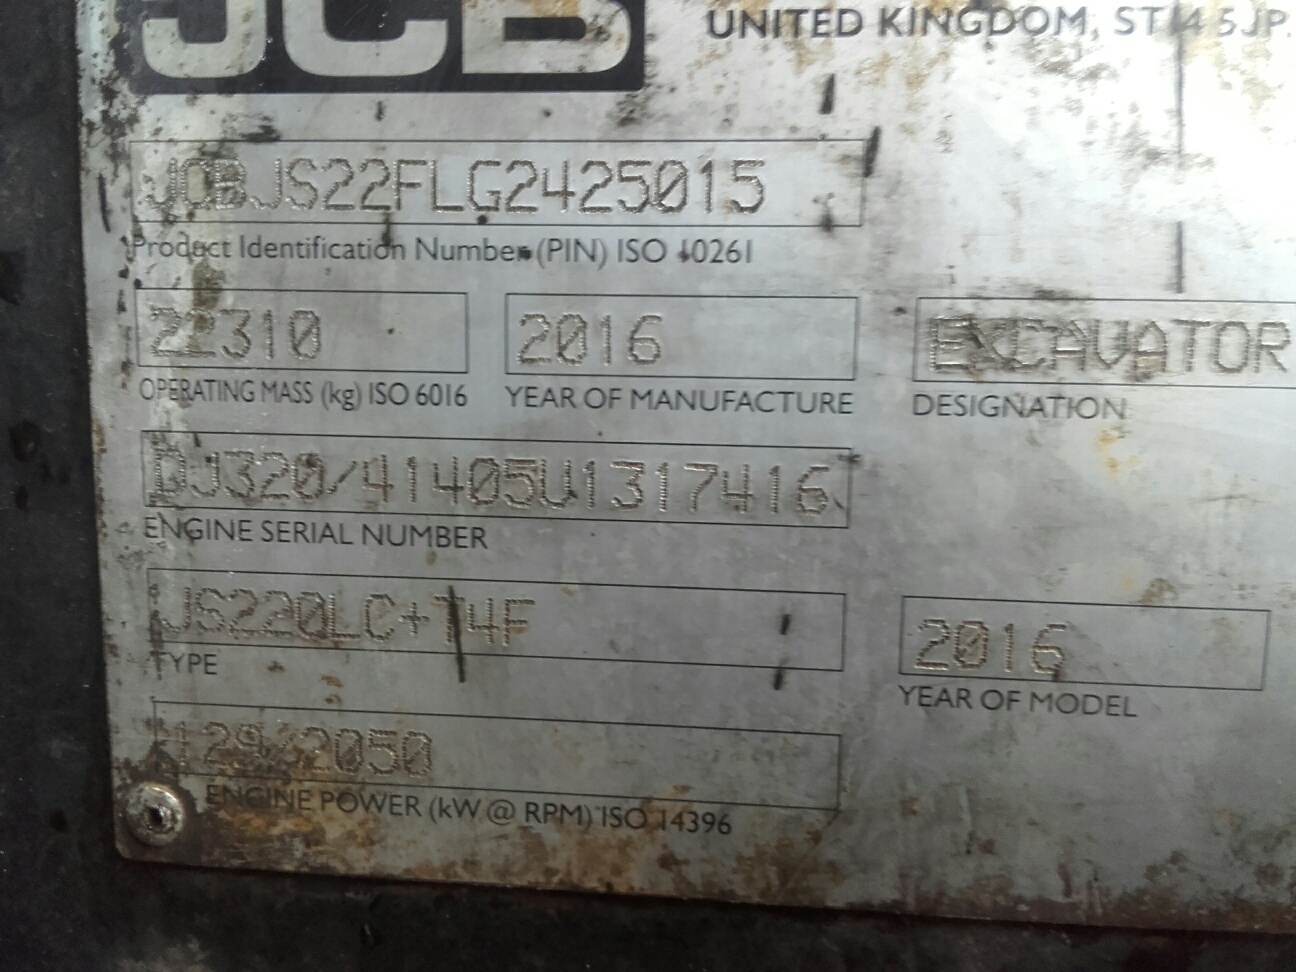 JCB
UNITED KINGDOM, ST14 5JP.
JCBJS22FLG2425015
Product Identification Number (PIN) ISO 10261
22310
2016
EXCAVATOR
OPERATING MASS (kg) ISO 6016
YEAR OF MANUFACTURE
DESIGNATION
DJ320/41405U1317416
ENGINE SERIAL NUMBER
JS220LC+T4F
TYPE
2016
YEAR OF MODEL
129/2050
ENGINE POWER (kW @ RPM) ISO 14396